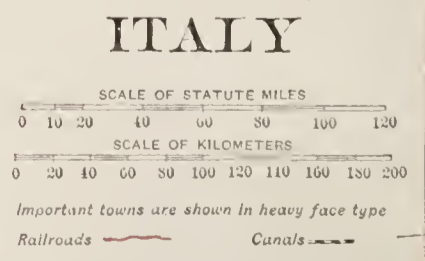 ITALY
SCALE OF STATUTE MILES
0 10 20 40 60 80 100 120
SCALE OF KILOMETERS
0 20 40 60 80 100 120 140 160 180 200
Important towns are shown in heavy face type
Railroads Canals